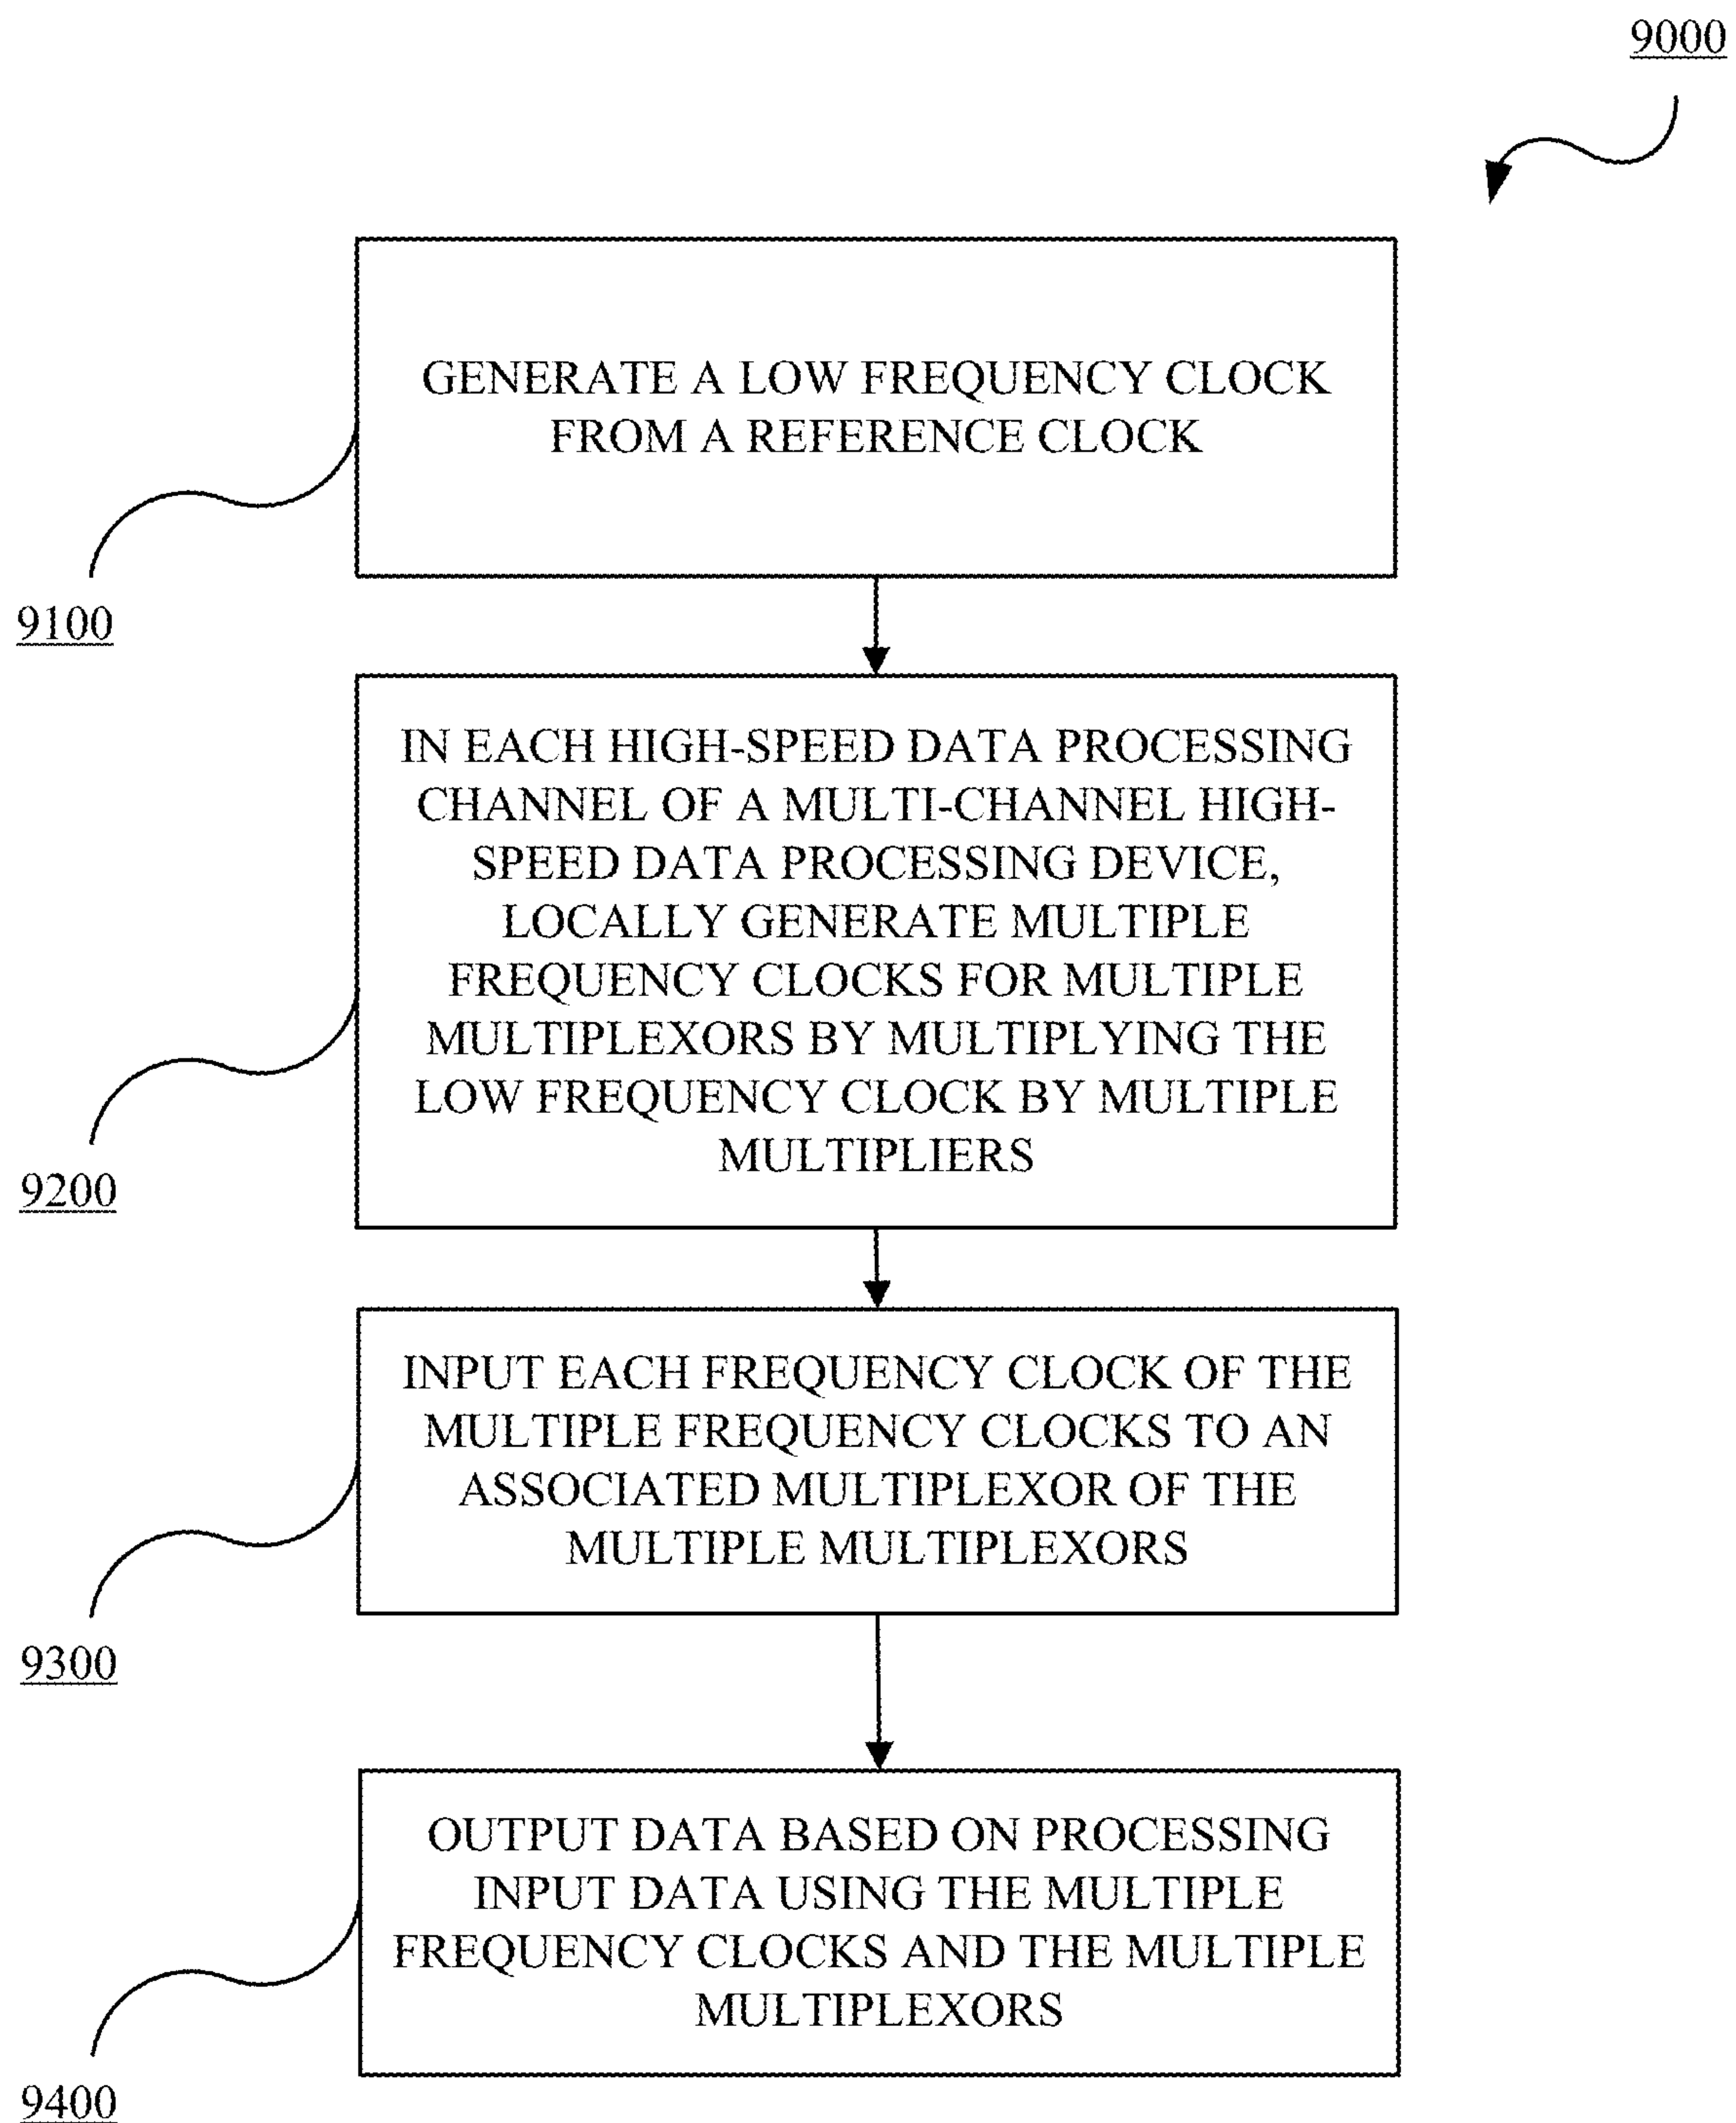 9000
GENERATE A LOW FREQUENCY CLOCK
FROM A REFERENCE CLOCK
9100
IN EACH HIGH-SPEED DATA PROCESSING
CHANNEL OF A MULTI-CHANNEL HIGH-
SPEED DATA PROCESSING DEVICE,
LOCALLY GENERATE MULTIPLE
FREQUENCY CLOCKS FOR MULTIPLE
MULTIPLEXORS BY MULTIPLYING THE
LOW FREQUENCY CLOCK BY MULTIPLE
MULTIPLIERS
9200
INPUT EACH FREQUENCY CLOCK OF THE
MULTIPLE FREQUENCY CLOCKS TO AN
ASSOCIATED MULTIPLEXOR OF THE
MULTIPLE MULTIPLEXORS
9300
OUTPUT DATA BASED ON PROCESSING
INPUT DATA USING THE MULTIPLE
FREQUENCY CLOCKS AND THE MULTIPLE
MULTIPLEXORS
9400